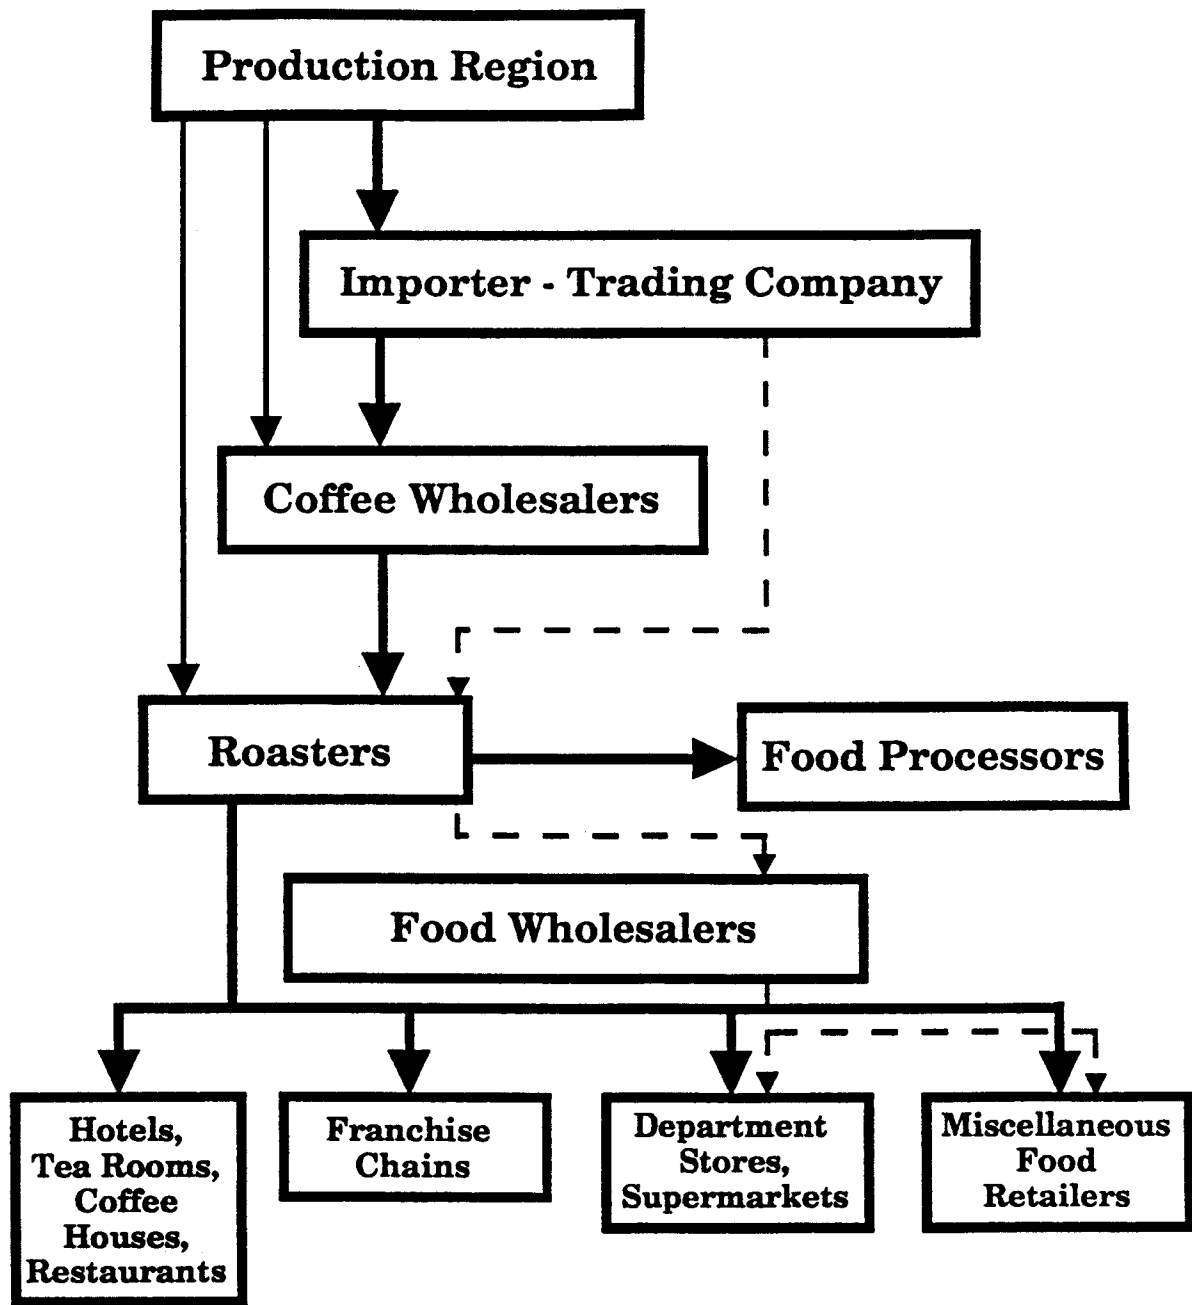 Production Region
Importer - Trading Company
Coffee Wholesalers
Roasters
Food Processors
Food Wholesalers
Hotels,
Tea Rooms,
Coffee
Houses,
Restaurants
Franchise
Chains
Department
Stores,
Supermarkets
Miscellaneous
Food
Retailers